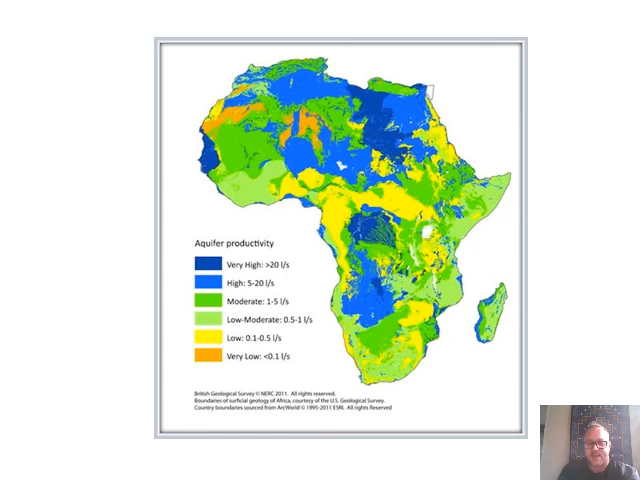 Aquifer productivity
Very High: >20 l/s
High: 5-20 l/s
Moderate: 1-5 l/s
Low-Moderate: 0.5-1 l/s
Low: 0.1-0.5 l/s
Very Low: <0.1 l/s
British Geological Survey © NERC 2011. All rights reserved.
Boundaries of surficial geology of Africa, courtesy of the U.S. Geological Survey.
Country boundaries sourced from ArcWorld © 1995-2011 ESRI. All rights Reserved